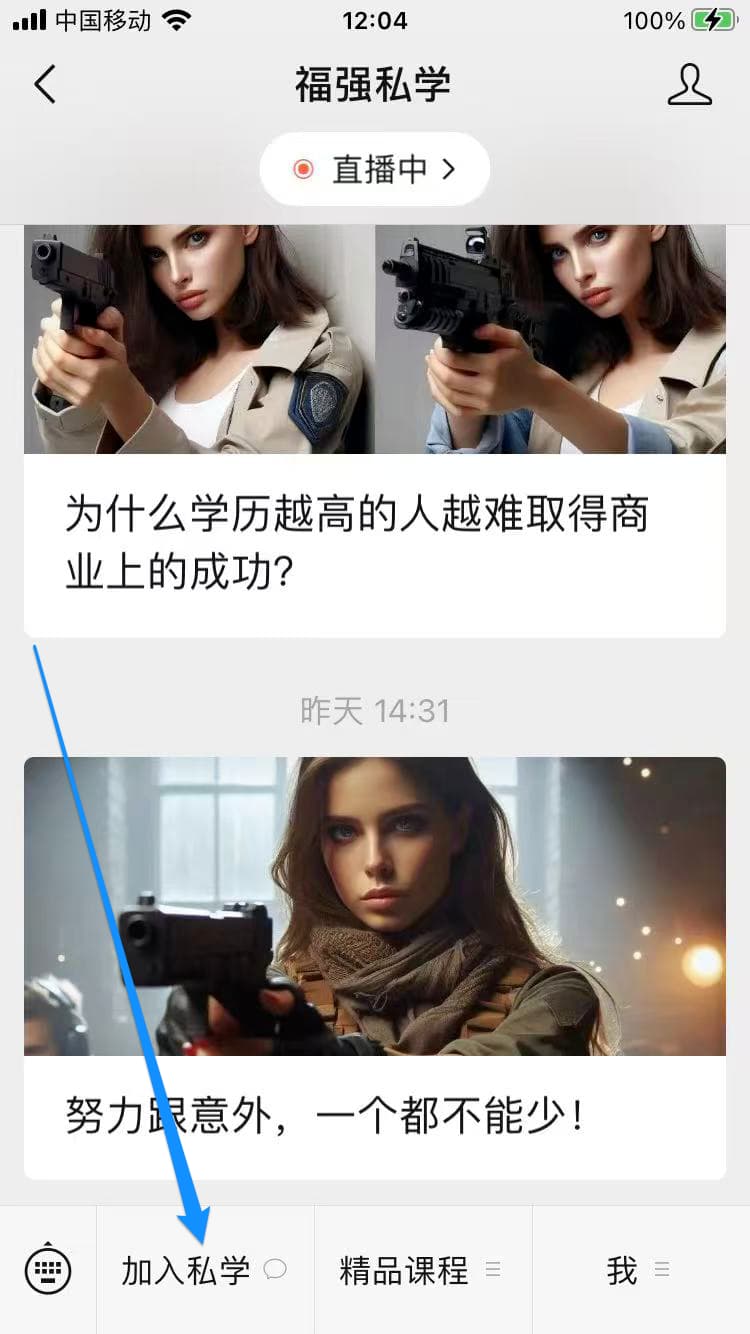 中国移动 12:04 100%
福强私学
直播中
为什么学历越高的人越难取得商
业上的成功?
昨天 14:31
努力跟意外，一个都不能少!
加入私学 精品课程 我